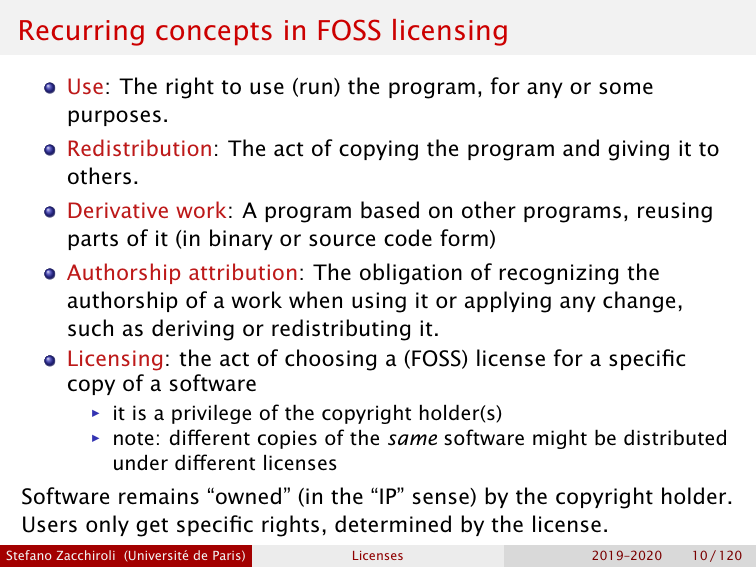 Recurring concepts in FOSS licensing
Use: The right to use (run) the program, for any or some
purposes.
Redistribution: The act of copying the program and giving it to
others.
Derivative work: A program based on other programs, reusing
parts of it (in binary or source code form)
Authorship attribution: The obligation of recognizing the
authorship of a work when using it or applying any change,
such as deriving or redistributing it.
Licensing: the act of choosing a (FOSS) license for a specific
copy of a software
it is a privilege of the copyright holder(s)
note: different copies of the same software might be distributed
under different licenses
Software remains “owned” (in the “IP” sense) by the copyright holder.
Users only get specific rights, determined by the license.
Stefano Zacchiroli (Université de Paris) Licenses 2019–2020 10 / 120